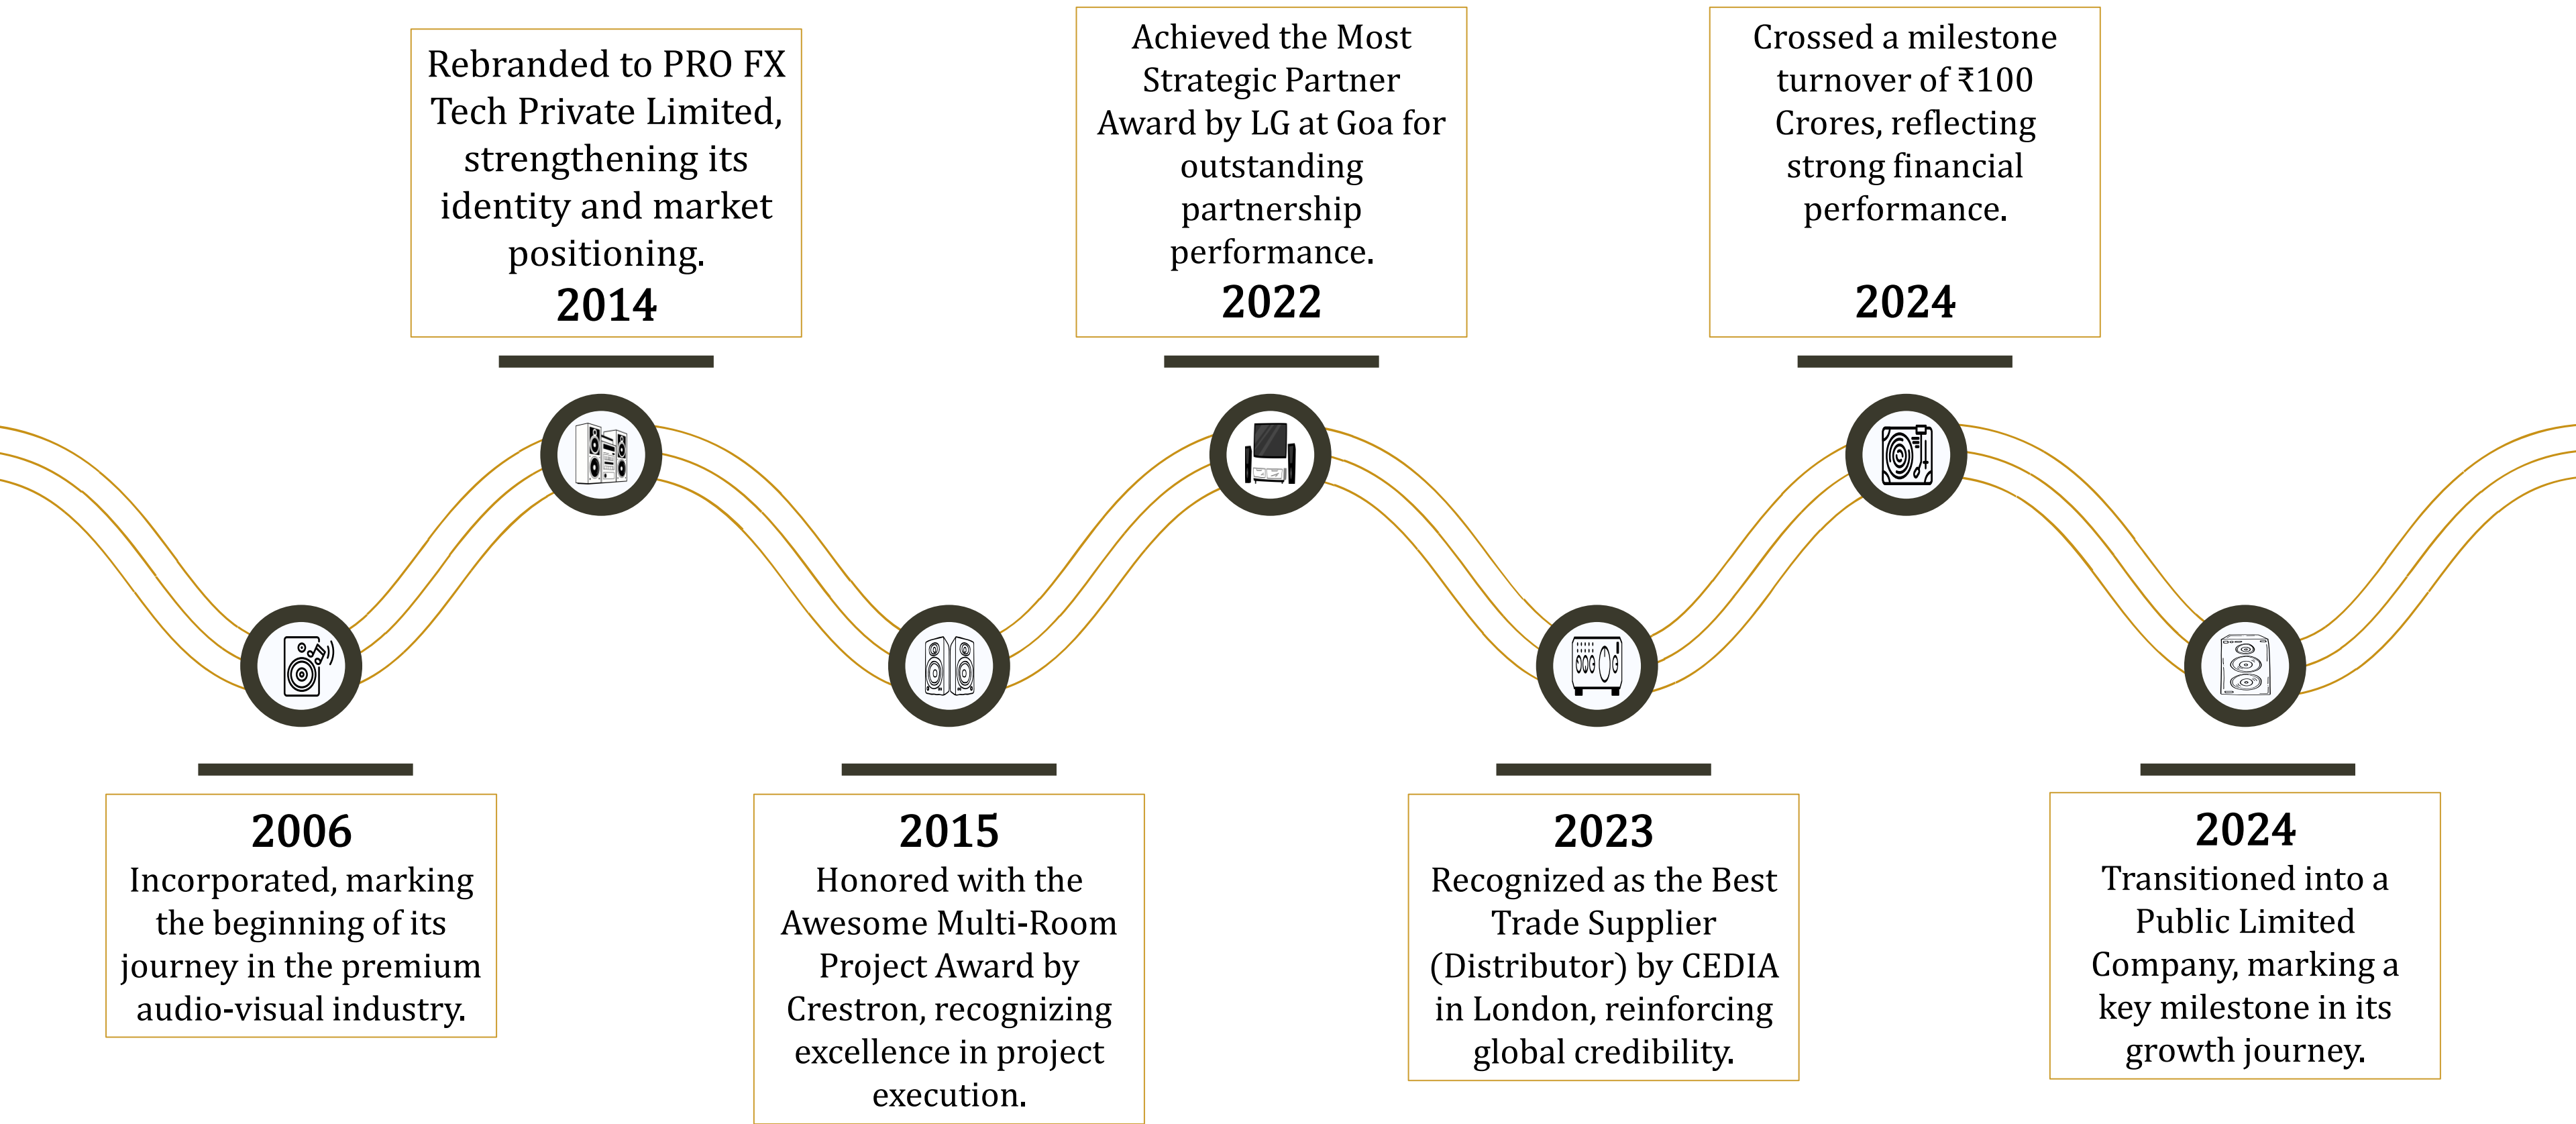 Rebranded to PRO FX
Tech Private Limited,
strengthening its
identity and market
positioning.
2014
Achieved the Most
Strategic Partner
Award by LG at Goa for
outstanding
partnership
performance.
2022
Crossed a milestone
turnover of ₹100
Crores, reflecting
strong financial
performance.
2024
2006
Incorporated, marking
the beginning of its
journey in the premium
audio-visual industry.
2015
Honored with the
Awesome Multi-Room
Project Award by
Crestron, recognizing
excellence in project
execution.
2023
Recognized as the Best
Trade Supplier
(Distributor) by CEDIA
in London, reinforcing
global credibility.
2024
Transitioned into a
Public Limited
Company, marking a
key milestone in its
growth journey.